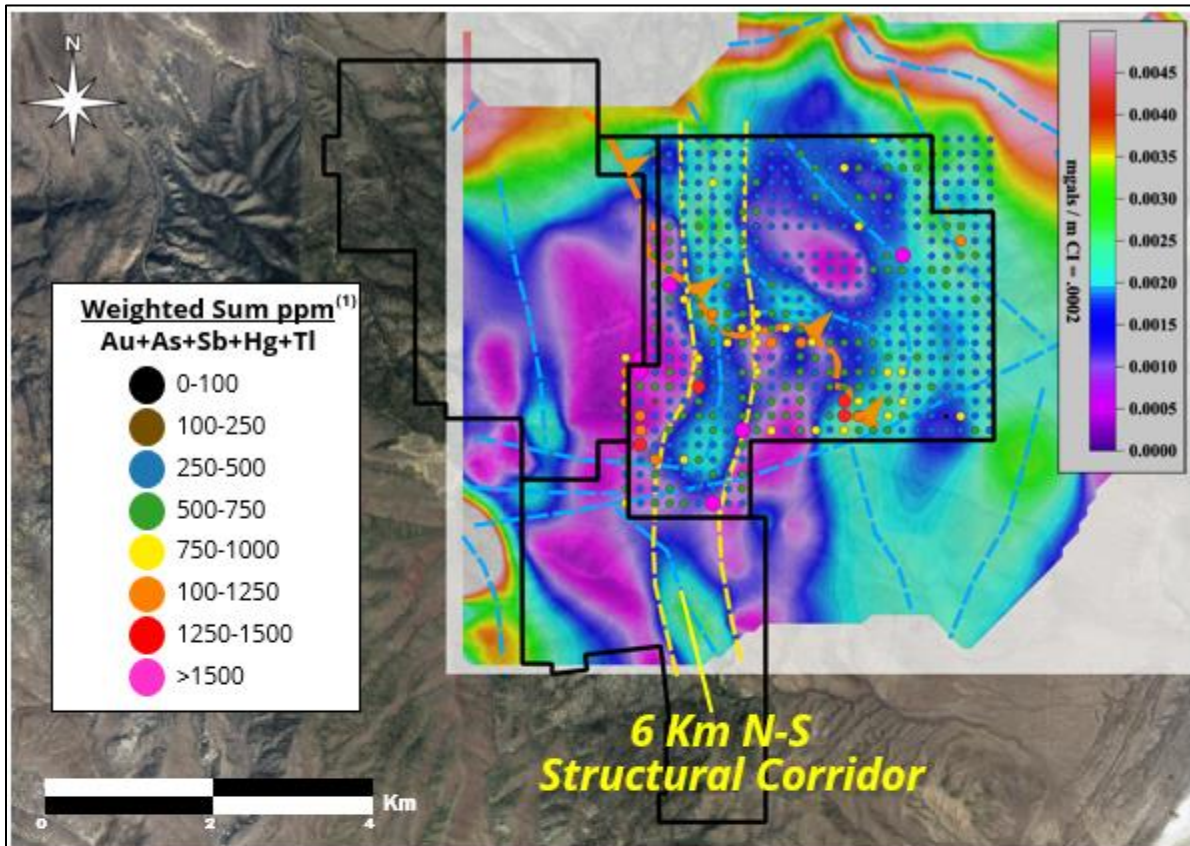 N
0.0045
0.0040
0.0035
0.0030
0.0025
0.0020
0.0015
0.0010
0.0005
0.0000
mgals / m CI = .0002
Weighted Sum ppm(1)
Au+As+Sb+Hg+Tl
0-100
100-250
250-500
500-750
750-1000
100-1250
1250-1500
>1500
6 Km N-S
Structural Corridor
Km
0 2 4